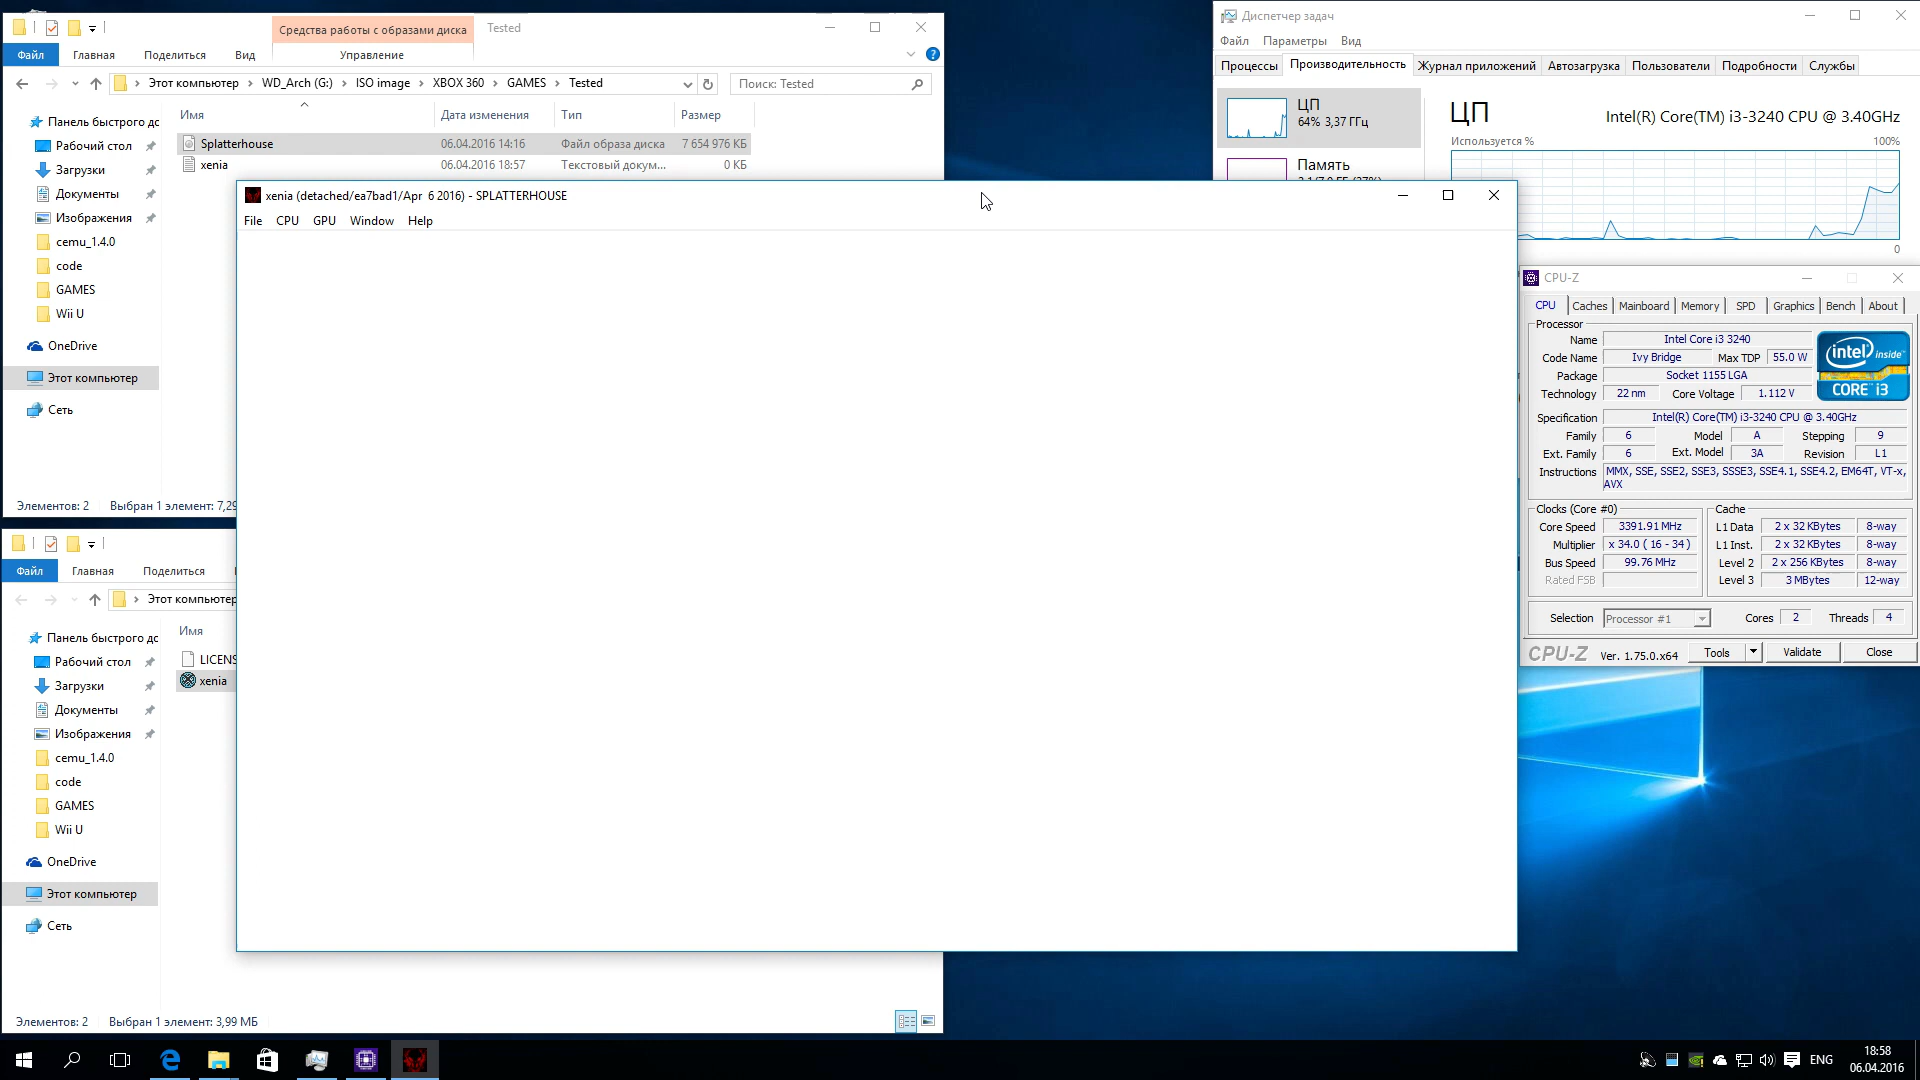 Средства работы с образами диска
Tested
Файл
Главная
Поделиться
Вид
Управление
Этот компьютер
WD_Arch (G:)
ISO image
XBOX 360
GAMES
Tested
Поиск: Tested
Имя
Дата изменения
Тип
Размер
Splatterhouse
06.04.2016 14:16
Файл образа диска
7 654 976 КБ
xenia
06.04.2016 18:57
Текстовый докум...
0 КБ
Панель быстрого дс
Рабочий стол
Загрузки
Документы
Изображения
cemu_1.4.0
code
GAMES
Wii U
OneDrive
Этот компьютер
Сеть
Элементов: 2
Выбран 1 элемент: 7,29
Файл
Главная
Поделиться
Этот компьютер
Имя
LICENS
xenia
Панель быстрого дс
Рабочий стол
Загрузки
Документы
Изображения
cemu_1.4.0
code
GAMES
Wii U
OneDrive
Этот компьютер
Сеть
Элементов: 2
Выбран 1 элемент: 3,99 МБ
xenia (detached/ea7bad1/Apr 6 2016) - SPLATTERHOUSE
File
CPU
GPU
Window
Help
Диспетчер задач
Файл
Параметры
Вид
Процессы
Производительность
Журнал приложений
Автозагрузка
Пользователи
Подробности
Службы
ЦП
64% 3,37 ГГц
Память
ЦП
Intel(R) Core(TM) i3-3240 CPU @ 3.40GHz
Используется %
100%
0
CPU-Z
CPU
Caches
Mainboard
Memory
SPD
Graphics
Bench
About
Processor
Name
Intel Core i3 3240
Code Name
Ivy Bridge
Max TDP
55.0 W
Package
Socket 1155 LGA
Technology
22 nm
Core Voltage
1.112 V
intel inside
CORE i3
Specification
Intel(R) Core(TM) i3-3240 CPU @ 3.40GHz
Family
6
Model
A
Stepping
9
Ext. Family
6
Ext. Model
3A
Revision
L1
Instructions
MMX, SSE, SSE2, SSE3, SSSE3, SSE4.1, SSE4.2, EM64T, VT-x,
AVX
Clocks (Core #0)
Core Speed
3391.91 MHz
Multiplier
x 34.0 ( 16 - 34 )
Bus Speed
99.76 MHz
Rated FSB
Cache
L1 Data
2 x 32 KBytes
8-way
L1 Inst.
2 x 32 KBytes
8-way
Level 2
2 x 256 KBytes
8-way
Level 3
3 MBytes
12-way
Selection
Processor #1
Cores
2
Threads
4
CPU-Z
Ver. 1.75.0.x64
Tools
Validate
Close
ENG
18:58
06.04.2016